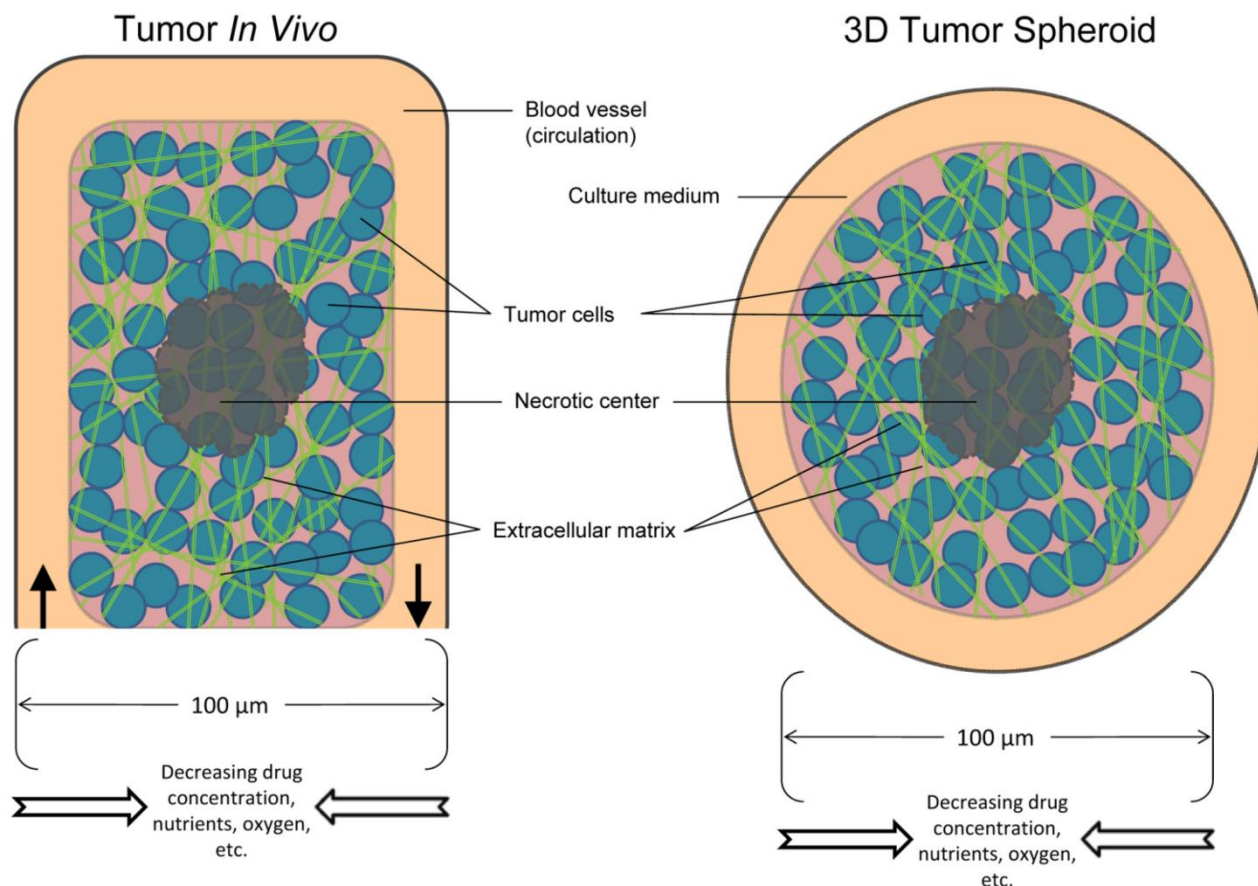 Tumor In Vivo
3D Tumor Spheroid
Blood vessel
(circulation)
Culture medium
Tumor cells
Necrotic center
Extracellular matrix
100 µm
Decreasing drug
concentration,
nutrients, oxygen,
etc.
100 µm
Decreasing drug
concentration,
nutrients, oxygen,
etc.